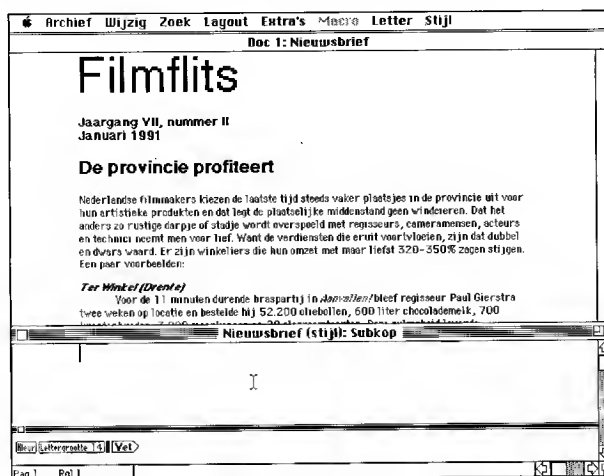 Archief Wijzig Zoek Layout Extra's Macro Letter Stijl
Doc 1: Nieuwsbrief
Filmflits
Jaargang VII, nummer II
Januari 1991
De provincie profiteert
Nederlandse filmmakers kiezen de laatste tijd steeds vaker plaatsjes in de provincie uit voor
hun artistieke produkten en dat legt de plaatselijke middenstand geen windeieren. Dat het
anders zo rustige dorpje of stadje wordt overspoeld met regisseurs, cameramensen, acteurs
en technici neemt men voor lief. Want de verdiensten die eruit voortvloeien, zijn dat dubbel
en dwars waard. Er zijn winkeliers die hun omzet met maar liefst 320-350% zagen stijgen.
Een paar voorbeelden:
Ter Winkel (Drente)
Voor de 11 minuten durende braspartij in Aanvallen! bleef regisseur Paul Gierstra
twee weken op locatie en bestelde hij 52.200 oliebollen, 600 liter chocolademelk, 700
Nieuwsbrief (stijl): Subkop
Kleur Lettergrootte 14 Vet
Pag 1 Rgl 1